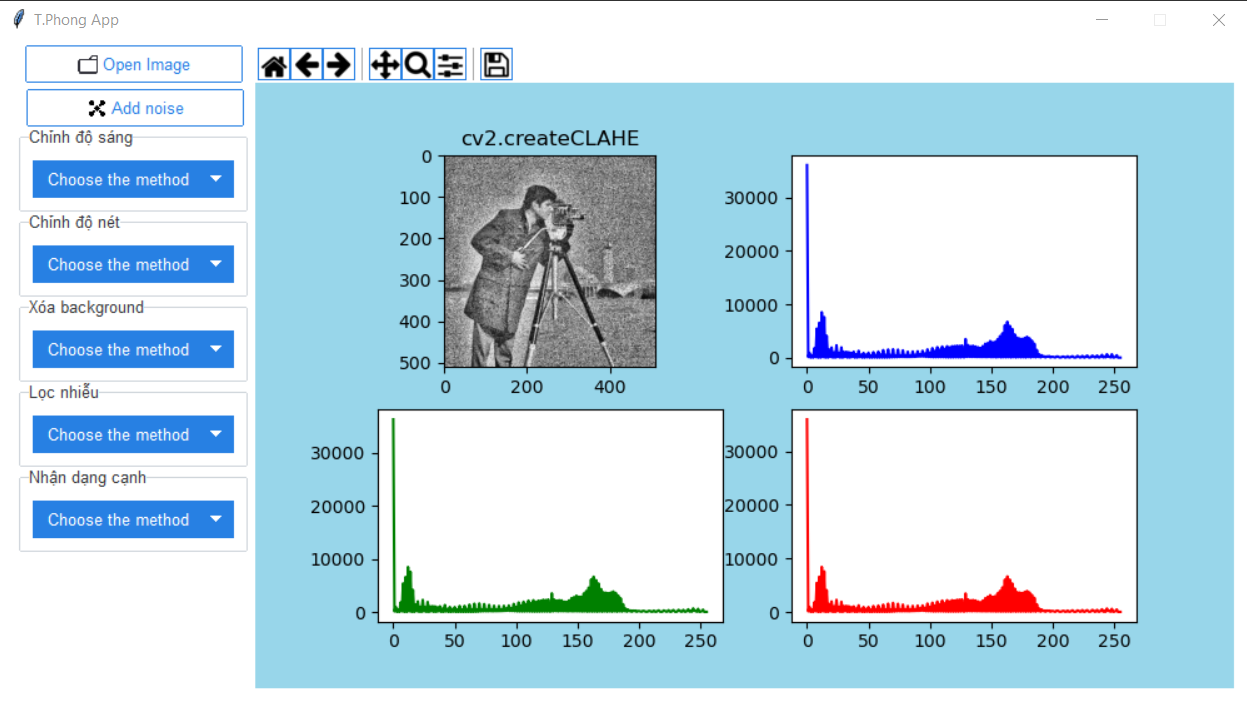 T.Phong App
Open Image
Add noise
Chỉnh độ sáng
Choose the method
Chỉnh độ nét
Choose the method
Xóa background
Choose the method
Lọc nhiễu
Choose the method
Nhận dạng cạnh
Choose the method
cv2.createCLAHE
0
100
200
300
400
500
0 200 400
30000
20000
10000
0
0 50 100 150 200 250
30000
20000
10000
0
0 50 100 150 200 250
30000
20000
10000
0
0 50 100 150 200 250